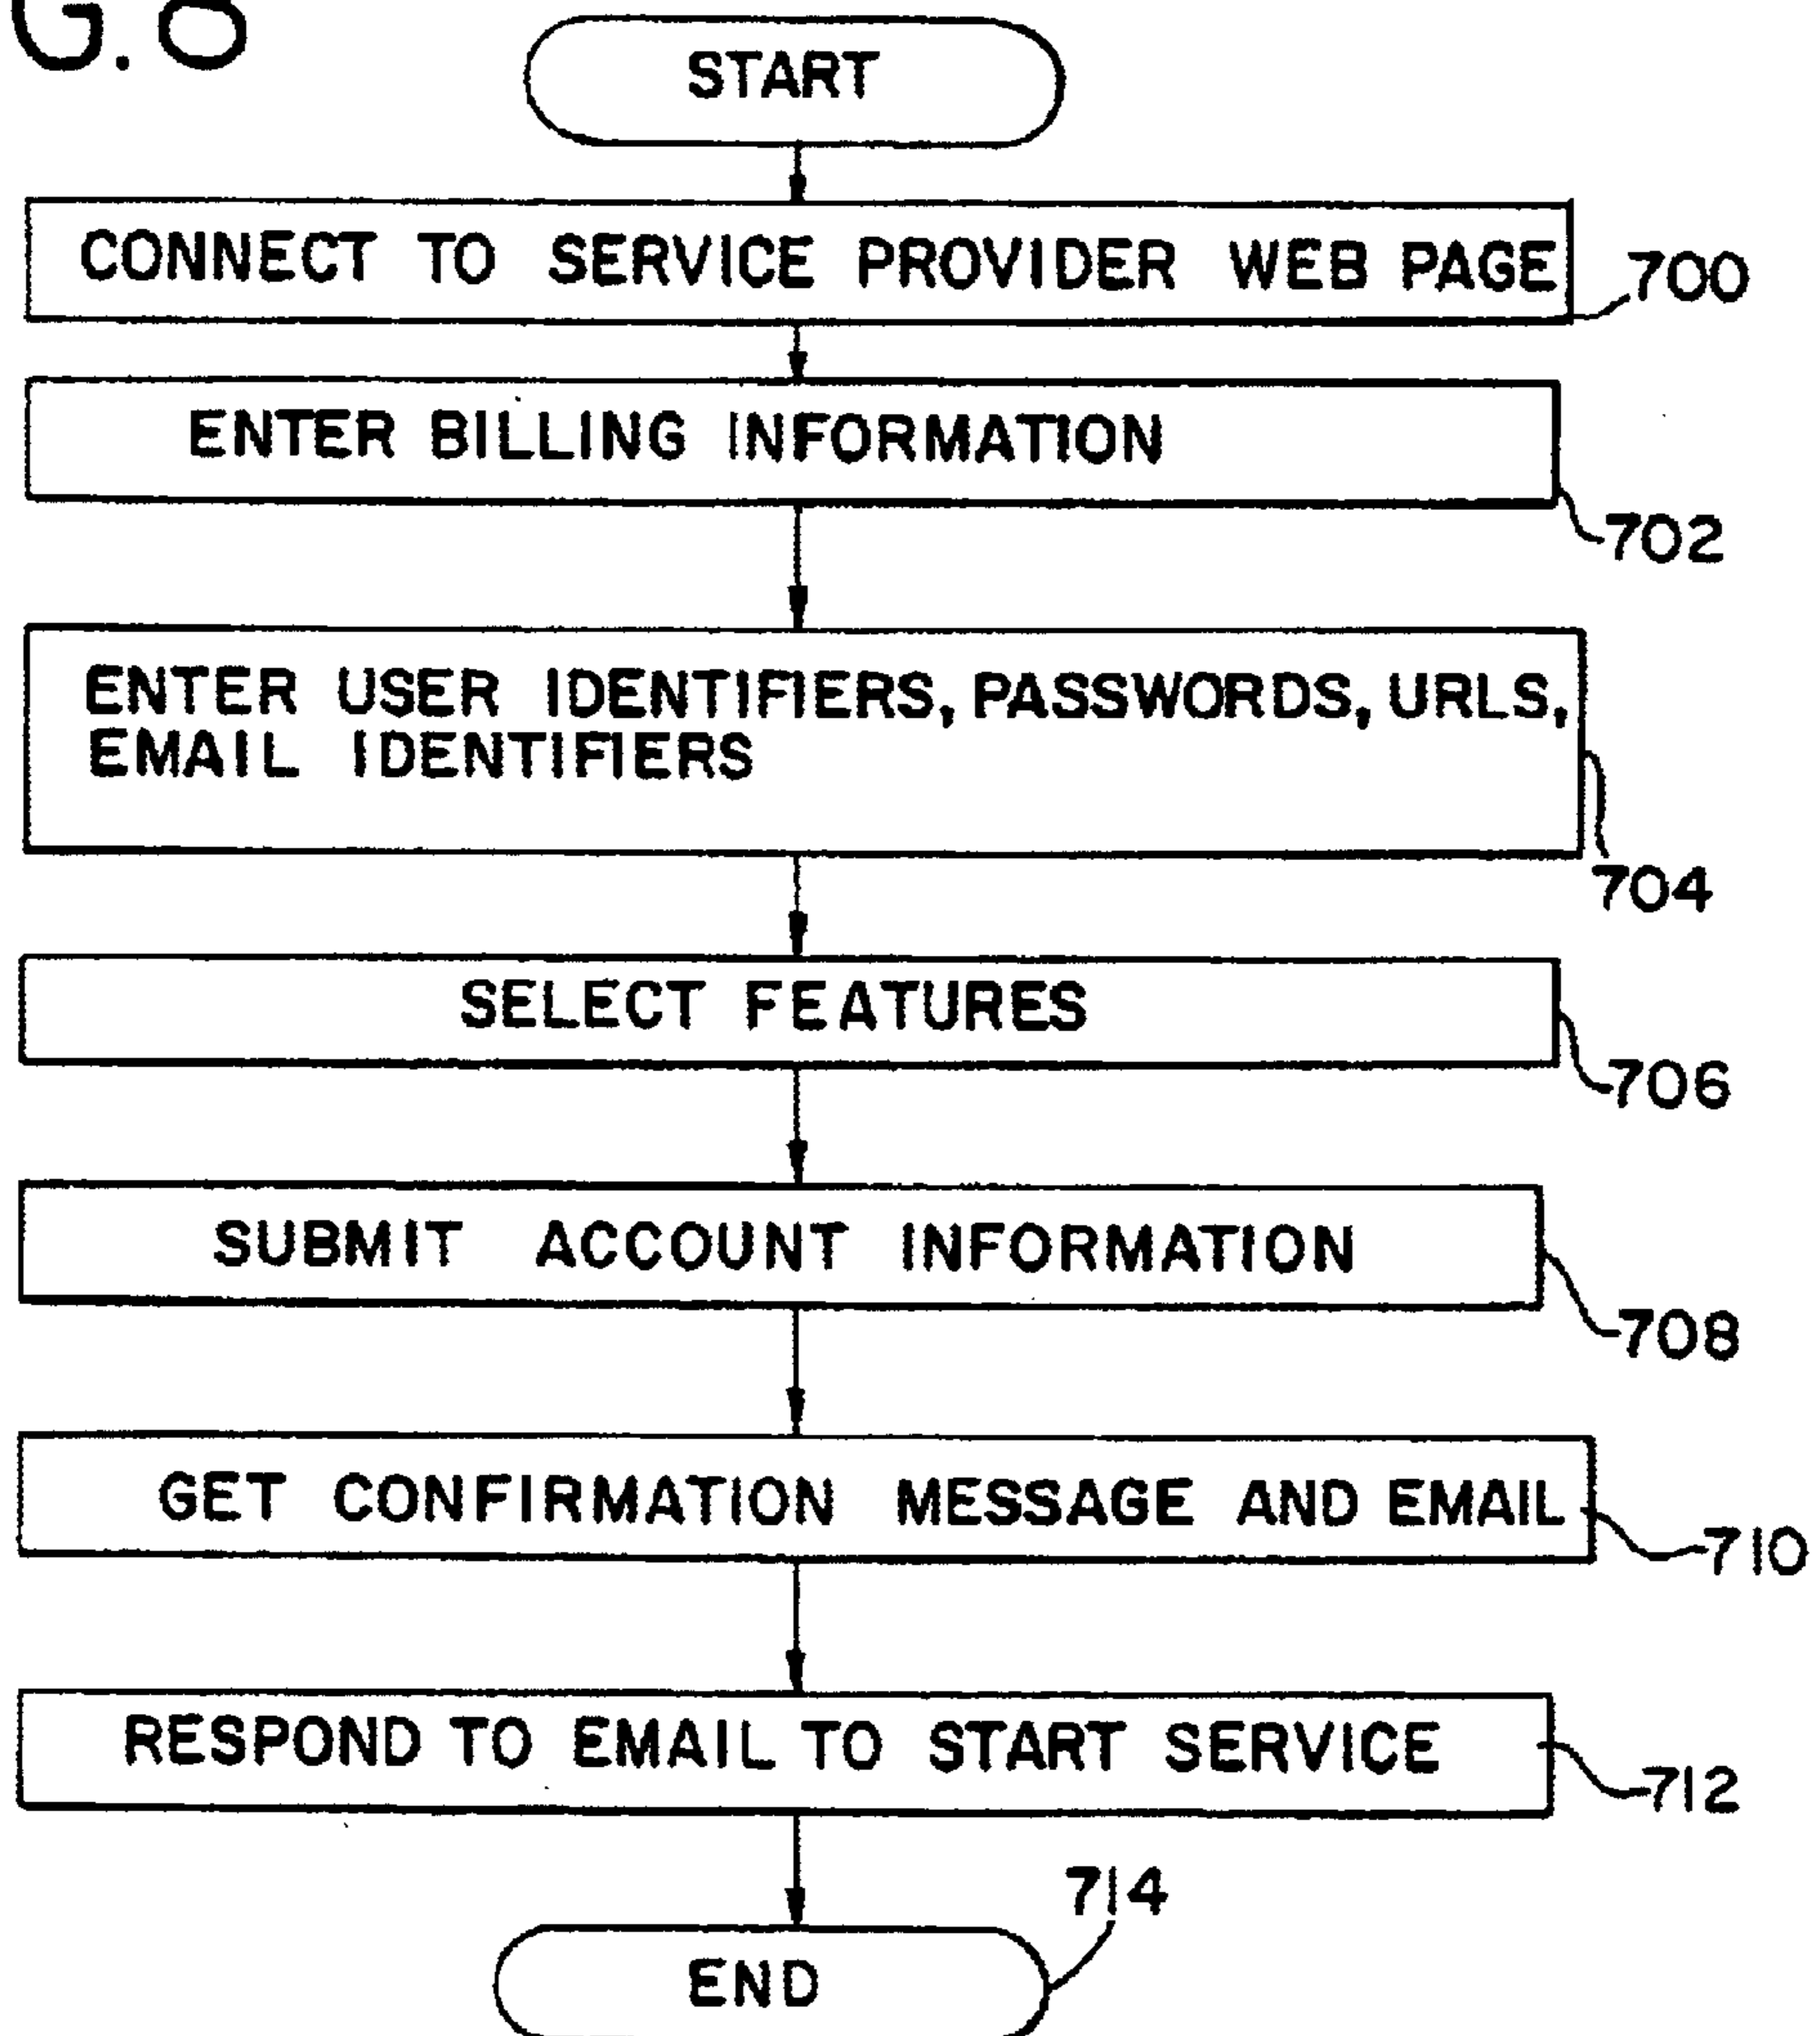 G. 8
START
CONNECT TO SERVICE PROVIDER WEB PAGE
700
ENTER BILLING INFORMATION
702
ENTER USER IDENTIFIERS, PASSWORDS, URLS,
EMAIL IDENTIFIERS
704
SELECT FEATURES
706
SUBMIT ACCOUNT INFORMATION
708
GET CONFIRMATION MESSAGE AND EMAIL
710
RESPOND TO EMAIL TO START SERVICE
712
714
END